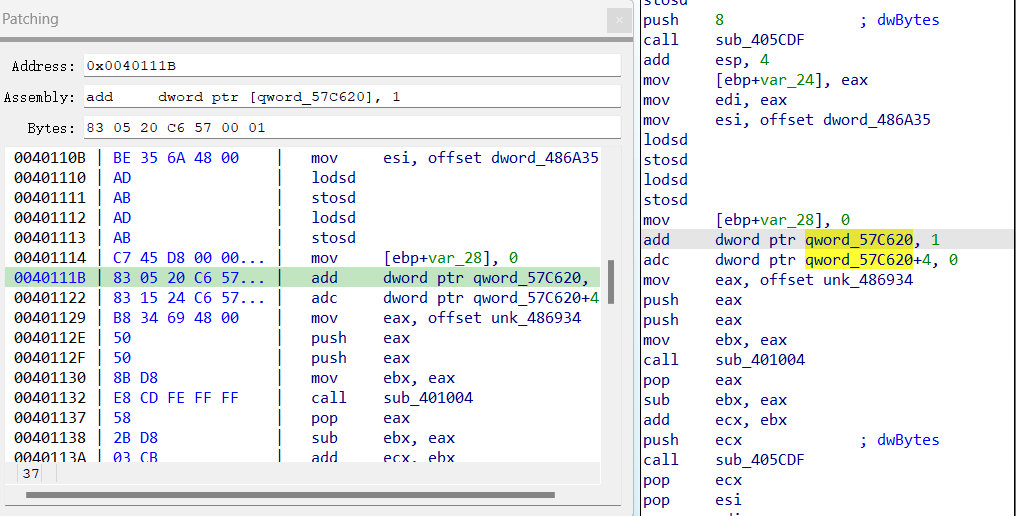 Patching
×
Address: 0x0040111B
Assembly: add     dword ptr [qword_57C620], 1
Bytes: 83 05 20 C6 57 00 01
0040110B | BE 35 6A 48 00    |   mov     esi, offset dword_486A35
00401110 | AD                |   lodsd
00401111 | AB                |   stosd
00401112 | AD                |   lodsd
00401113 | AB                |   stosd
00401114 | C7 45 D8 00 00... |   mov     [ebp+var_28], 0
0040111B | 83 05 20 C6 57... |   add     dword ptr qword_57C620,
00401122 | 83 15 24 C6 57... |   adc     dword ptr qword_57C620+4
00401129 | B8 34 69 48 00    |   mov     eax, offset unk_486934
0040112E | 50                |   push    eax
0040112F | 50                |   push    eax
00401130 | 8B D8             |   mov     ebx, eax
00401132 | E8 CD FE FF FF    |   call    sub_401004
00401137 | 58                |   pop     eax
00401138 | 2B D8             |   sub     ebx, eax
0040113A | 03 CB             |   add     ecx, ebx
37
stosd
push    8               ; dwBytes
call    sub_405CDF
add     esp, 4
mov     [ebp+var_24], eax
mov     edi, eax
mov     esi, offset dword_486A35
lodsd
stosd
lodsd
stosd
mov     [ebp+var_28], 0
add     dword ptr qword_57C620, 1
adc     dword ptr qword_57C620+4, 0
mov     eax, offset unk_486934
push    eax
push    eax
mov     ebx, eax
call    sub_401004
pop     eax
sub     ebx, eax
add     ecx, ebx
push    ecx             ; dwBytes
call    sub_405CDF
pop     ecx
pop     esi